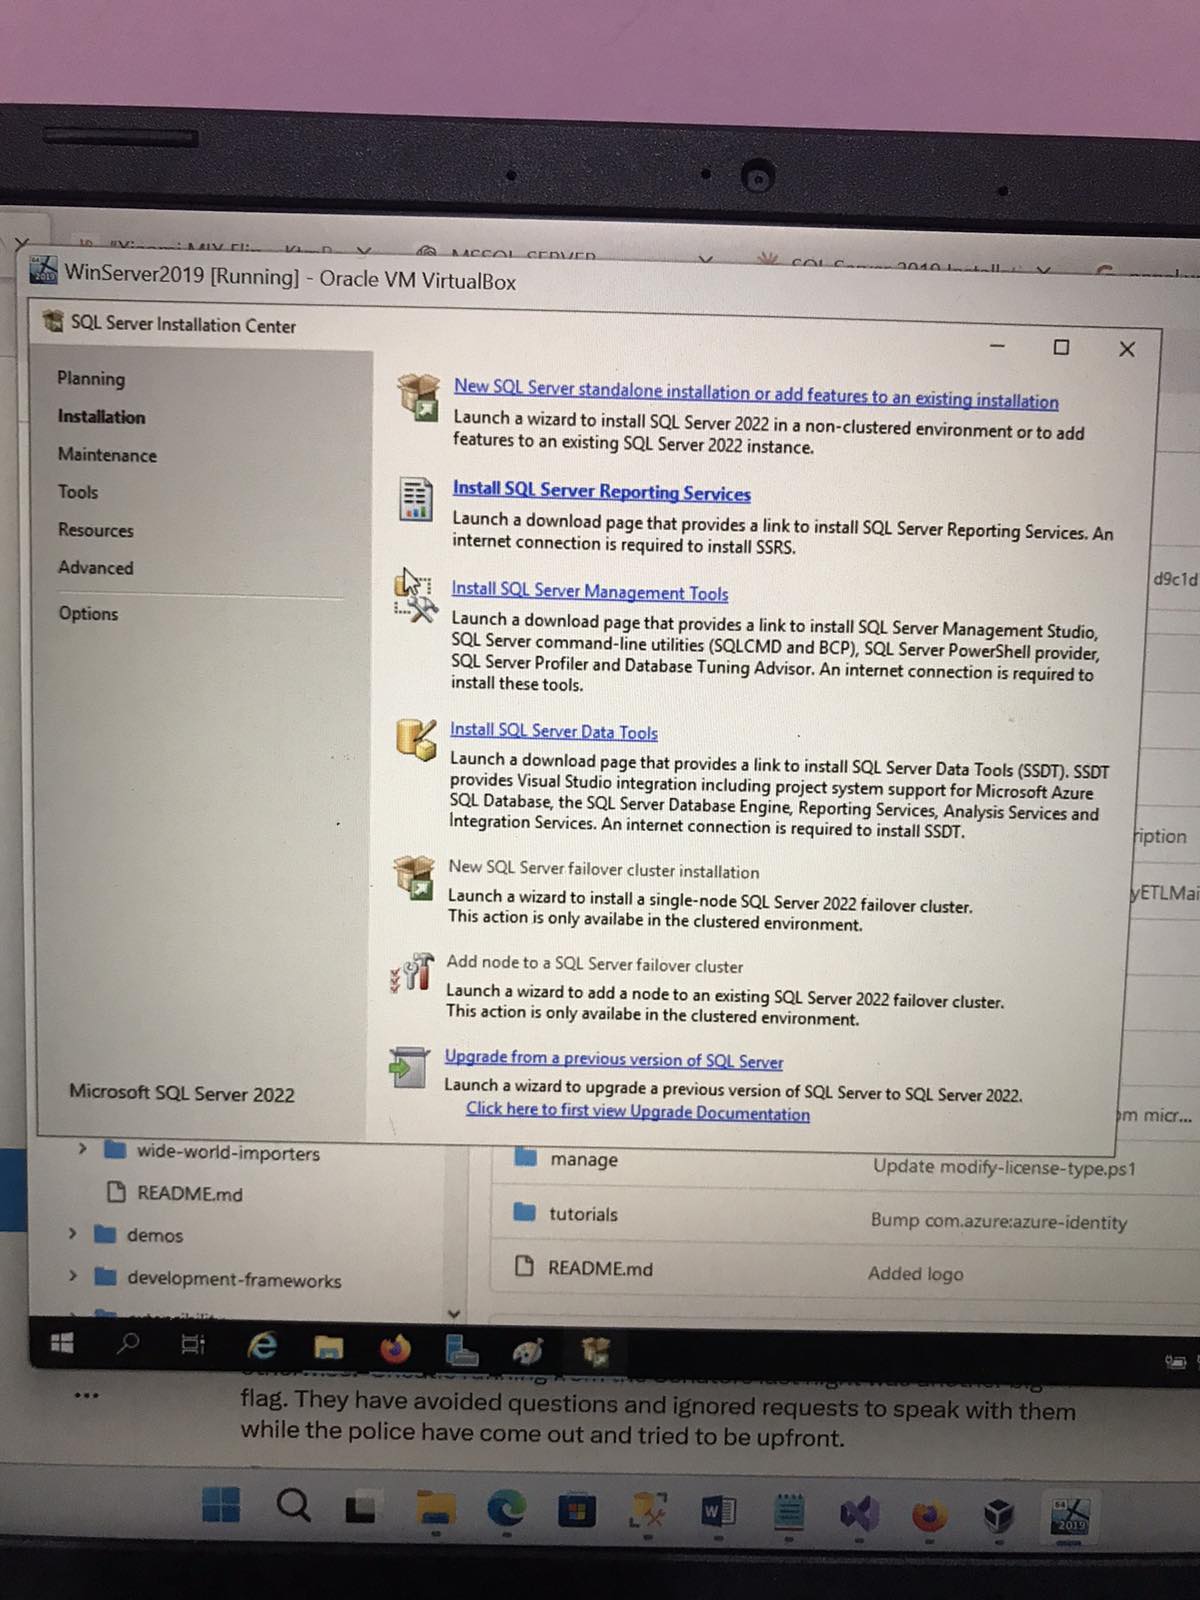 MSSQL SERVER
WinServer2019 [Running] - Oracle VM VirtualBox
SQL Server Installation Center
Planning
Installation
Maintenance
Tools
Resources
Advanced
Options
New SQL Server standalone installation or add features to an existing installation
Launch a wizard to install SQL Server 2022 in a non-clustered environment or to add
features to an existing SQL Server 2022 instance.
Install SQL Server Reporting Services
Launch a download page that provides a link to install SQL Server Reporting Services. An
internet connection is required to install SSRS.
Install SQL Server Management Tools
Launch a download page that provides a link to install SQL Server Management Studio,
SQL Server command-line utilities (SQLCMD and BCP), SQL Server PowerShell provider,
SQL Server Profiler and Database Tuning Advisor. An internet connection is required to
install these tools.
Install SQL Server Data Tools
Launch a download page that provides a link to install SQL Server Data Tools (SSDT). SSDT
provides Visual Studio integration including project system support for Microsoft Azure
SQL Database, the SQL Server Database Engine, Reporting Services, Analysis Services and
Integration Services. An internet connection is required to install SSDT.
New SQL Server failover cluster installation
Launch a wizard to install a single-node SQL Server 2022 failover cluster.
This action is only availabe in the clustered environment.
Add node to a SQL Server failover cluster
Launch a wizard to add a node to an existing SQL Server 2022 failover cluster.
This action is only availabe in the clustered environment.
Upgrade from a previous version of SQL Server
Launch a wizard to upgrade a previous version of SQL Server to SQL Server 2022.
Click here to first view Upgrade Documentation
Microsoft SQL Server 2022
d9c1d
ription
yETLMai
om micr...
wide-world-importers
README.md
demos
development-frameworks
manage
Update modify-license-type.ps1
tutorials
Bump com.azure:azure-identity
README.md
Added logo
flag. They have avoided questions and ignored requests to speak with them
while the police have come out and tried to be upfront.
64
2019